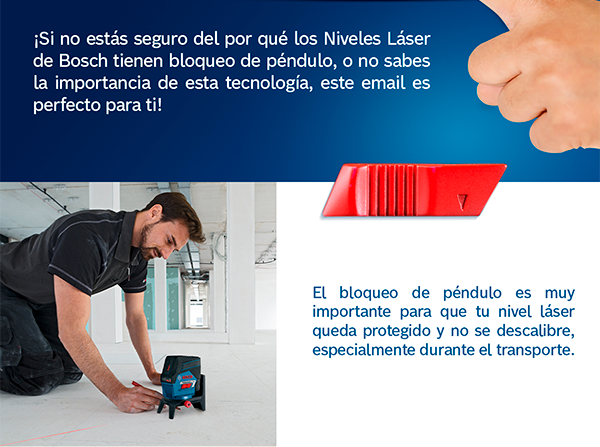 ¡Si no estás seguro del por qué los Niveles Láser
de Bosch tienen bloqueo de péndulo, o no sabes
la importancia de esta tecnología, este email es
perfecto para ti!
El bloqueo de péndulo es muy
importante para que tu nivel láser
queda protegido y no se descalibre,
especialmente durante el transporte.